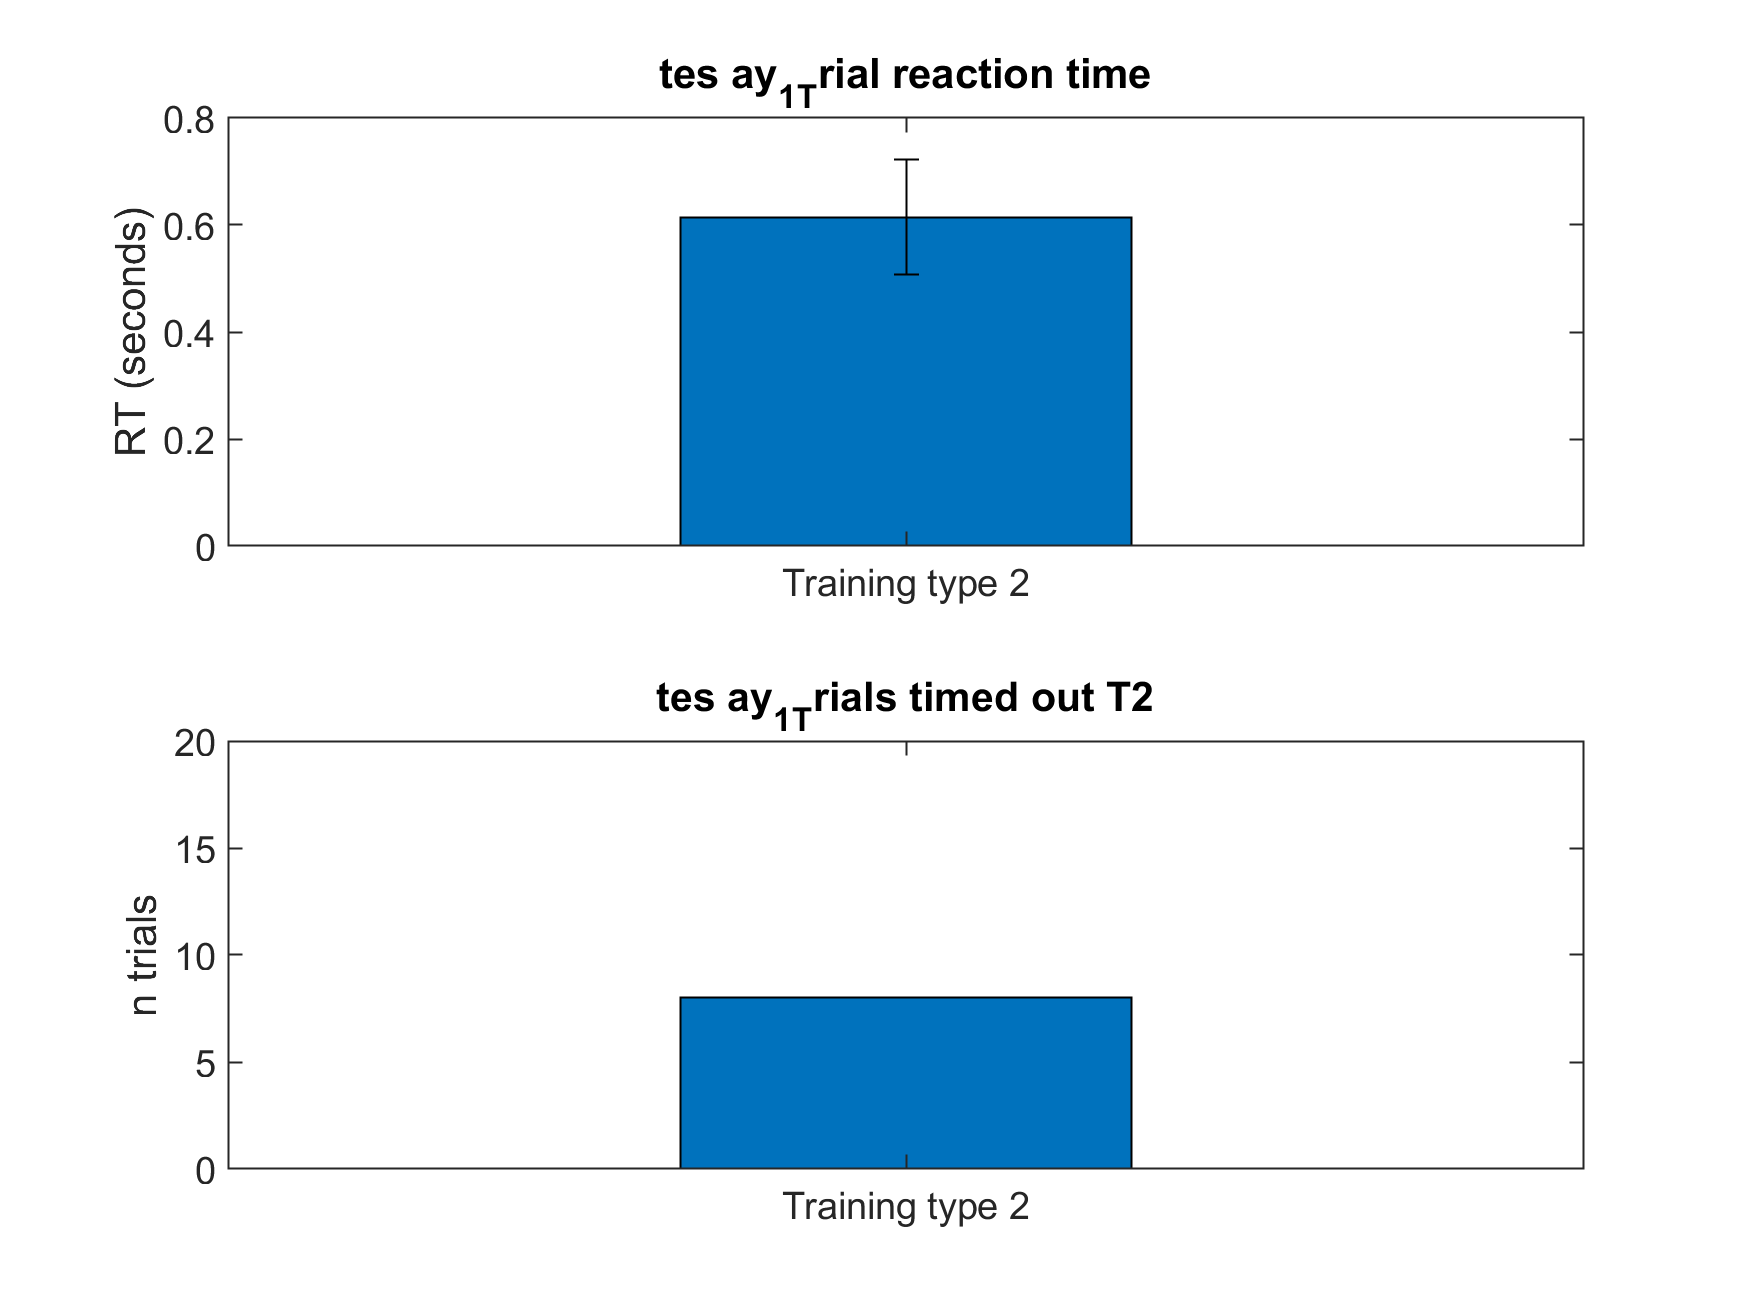 tes ay1Trial reaction time
0.8
0.6
0.4
0.2
0
RT (seconds)
Training type 2
tes ay1Trials timed out T2
20
15
10
5
0
n trials
Training type 2